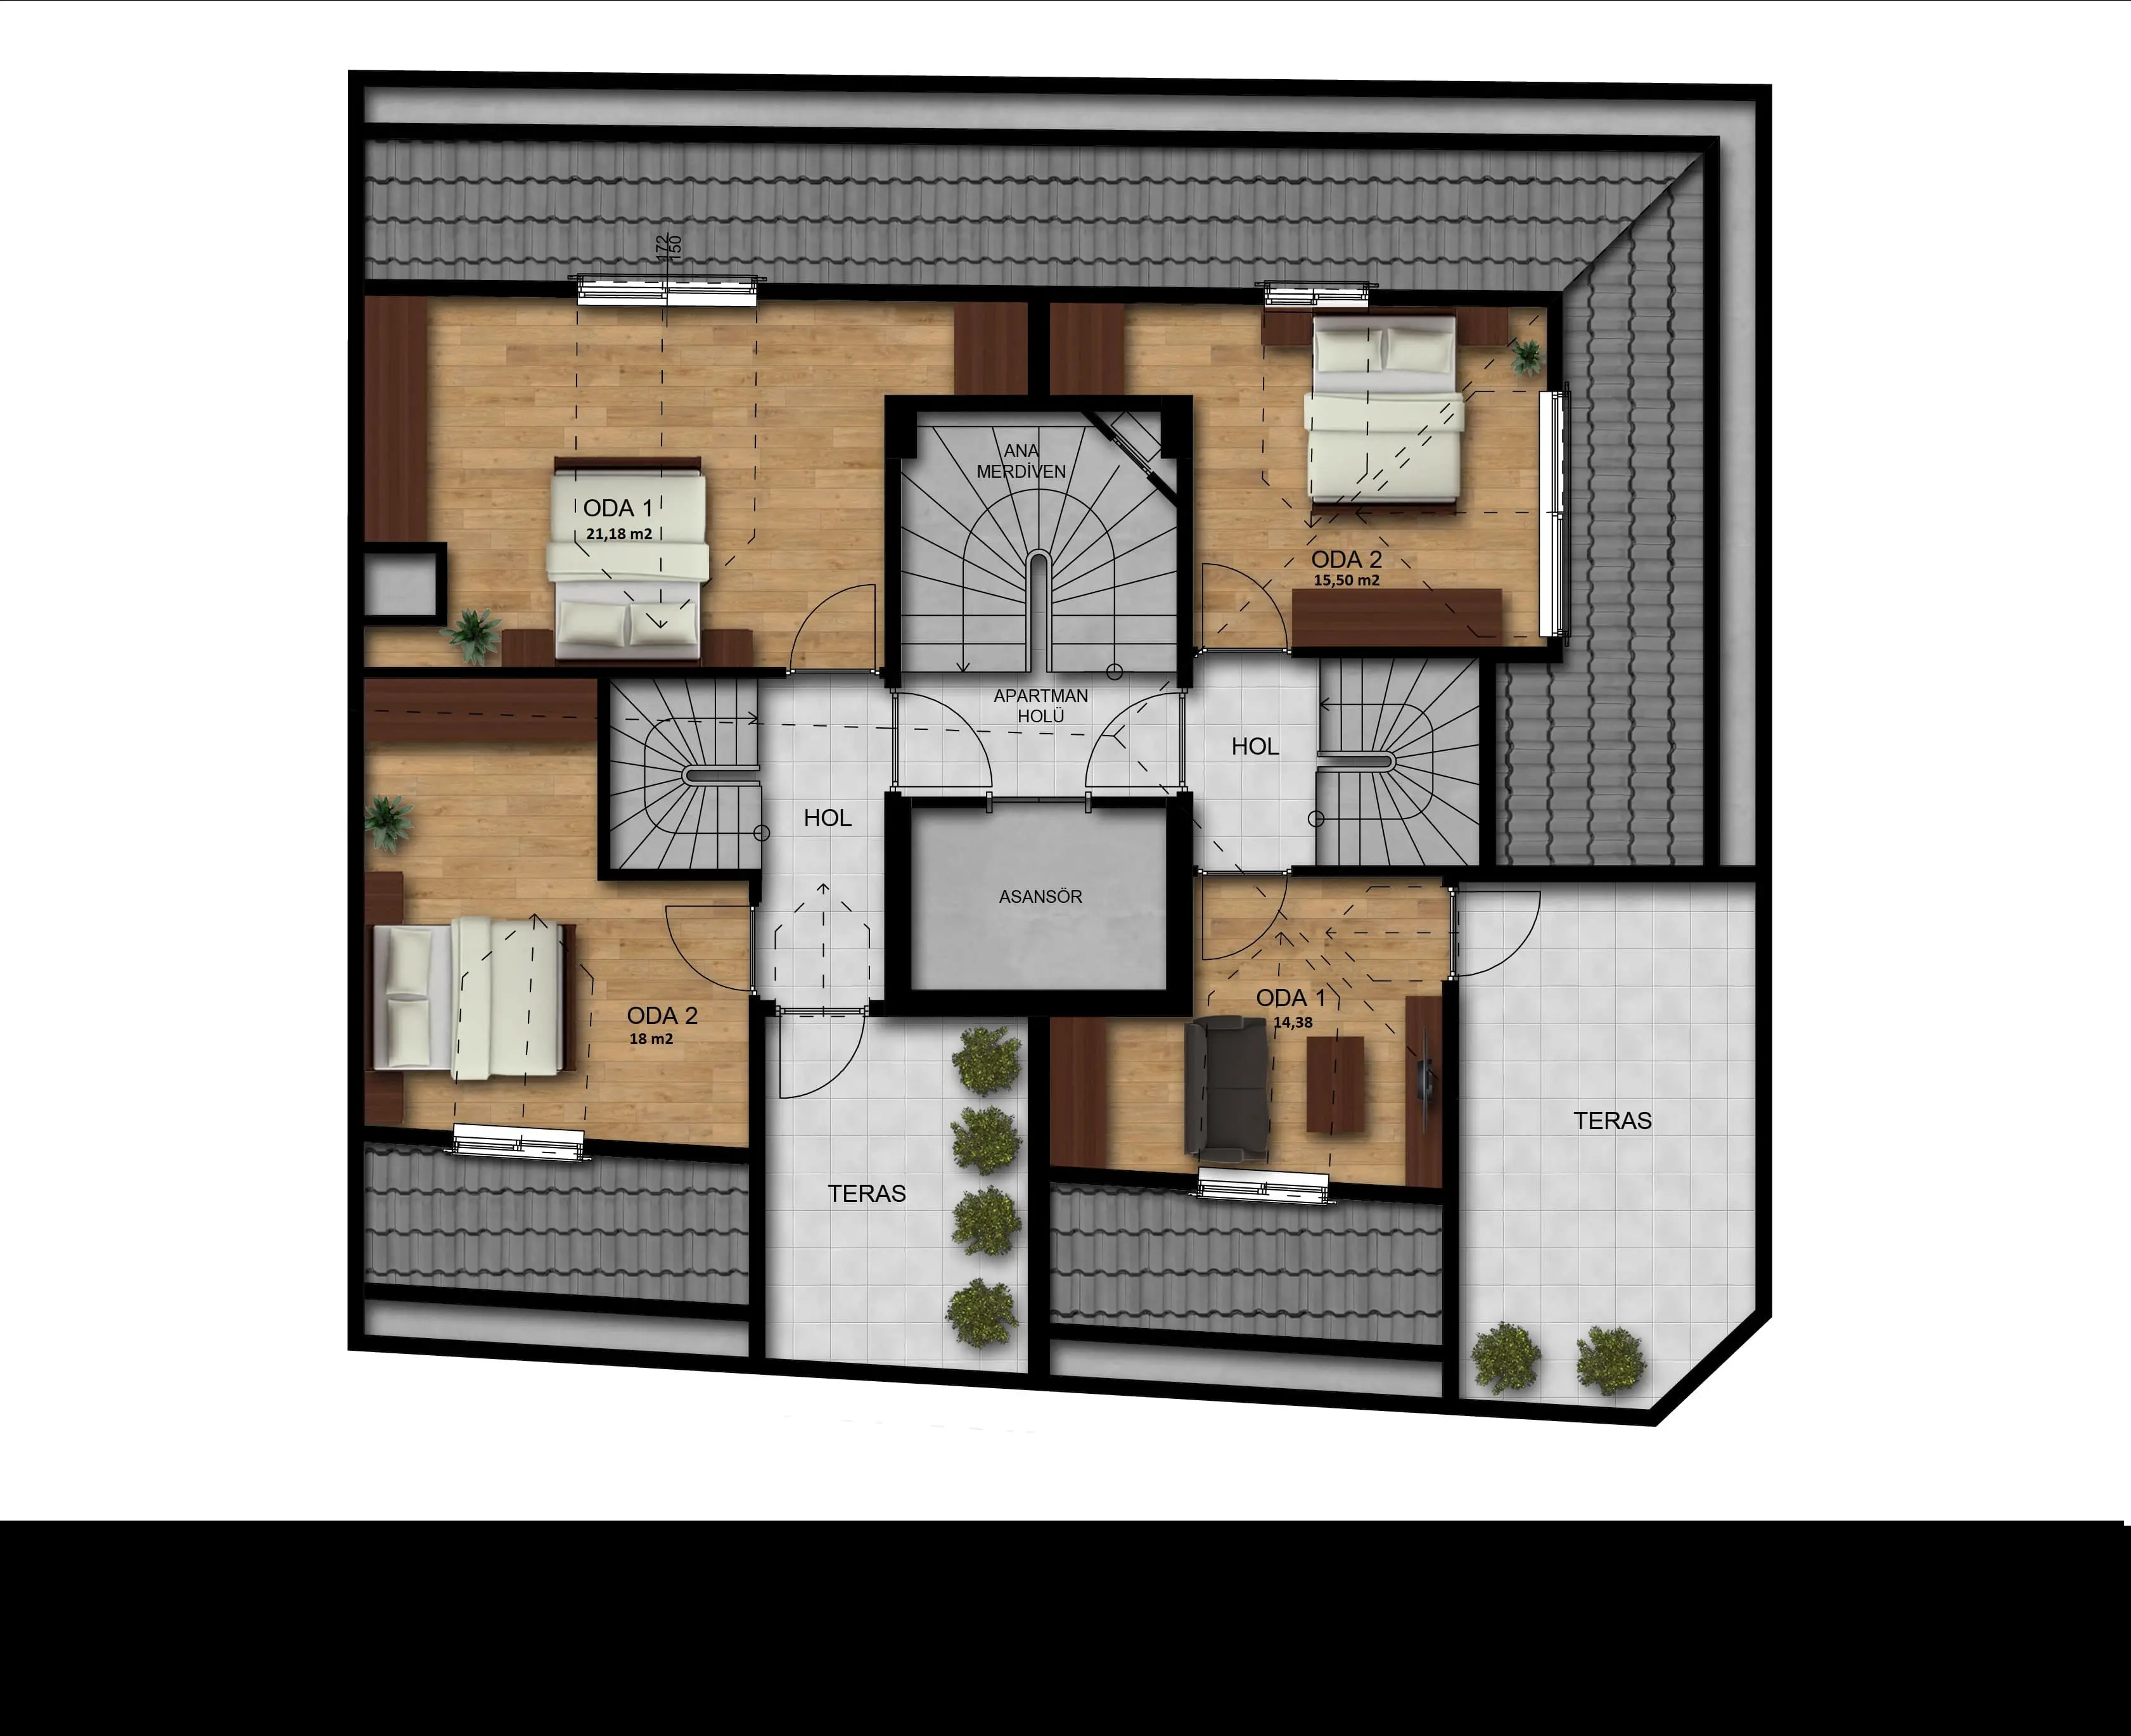 172
150
ANA
MERDİVEN
ODA 1
21,18 m2
ODA 2
15,50 m2
APARTMAN
HOLÜ
HOL
HOL
ASANSÖR
ODA 1
14,38
ODA 2
18 m2
TERAS
TERAS